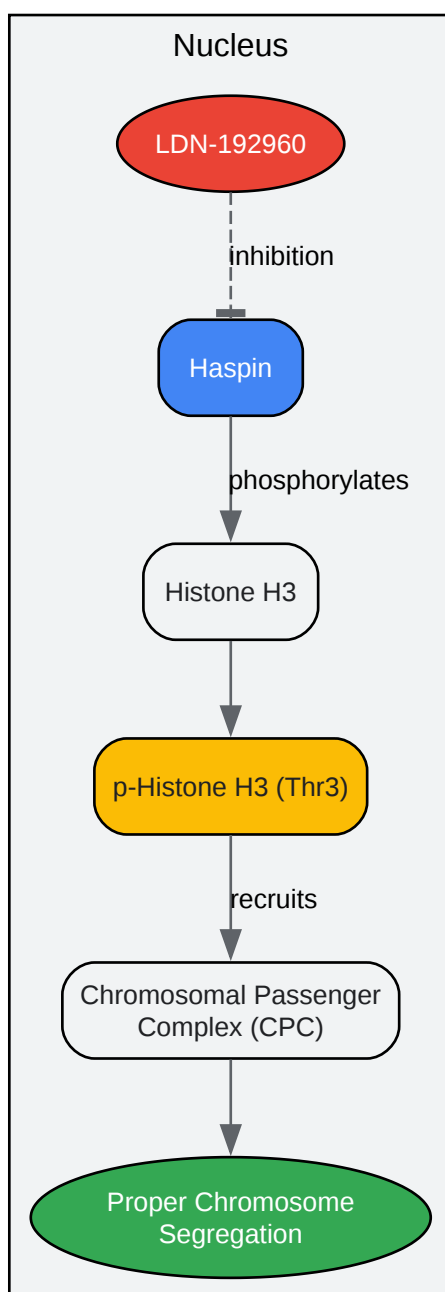 Nucleus
LDN-192960
inhibition
Haspin
phosphorylates
Histone H3
p-Histone H3 (Thr3)
recruits
Chromosomal Passenger
Complex (CPC)
Proper Chromosome
Segregation